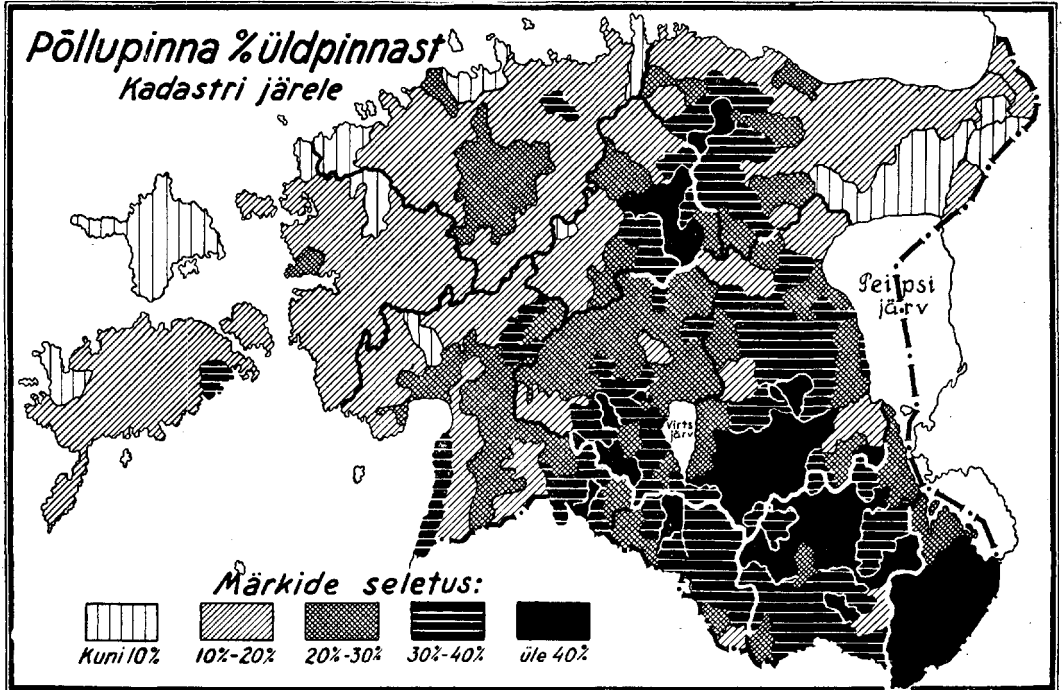 Põllupinna % üldpinnast
Kadastri järele
Peipsi
järv
Virts
järv
Märkide seletus:
Kuni 10%
10%-20%
20%-30%
30%-40%
üle 40%